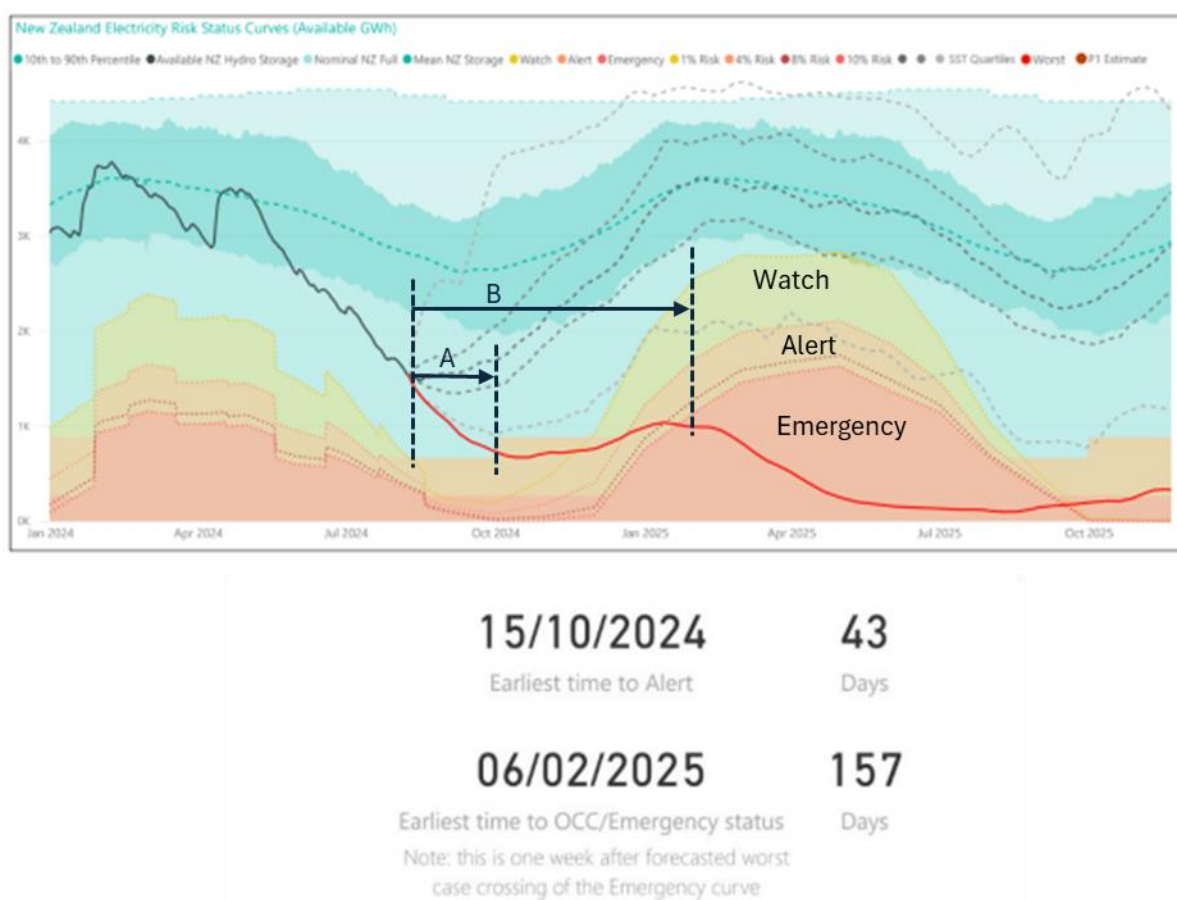 New Zealand Electricity Risk Status Curves (Available GWh)
10th to 90th Percentile Available NZ Hydro Storage Nominal NZ Full Mean NZ Storage Watch Alert Emergency 1% Risk 4% Risk 8% Risk 10% Risk SST Quartiles Worst P1 Estimate
4K
3K
2K
1K
0K
B
A
Watch
Alert
Emergency
Jan 2024 Apr 2024 Jul 2024 Oct 2024 Jan 2025 Apr 2025 Jul 2025 Oct 2025
15/10/2024 43
Earliest time to Alert Days
06/02/2025 157
Earliest time to OCC/Emergency status Days
Note: this is one week after forecasted worst
case crossing of the Emergency curve